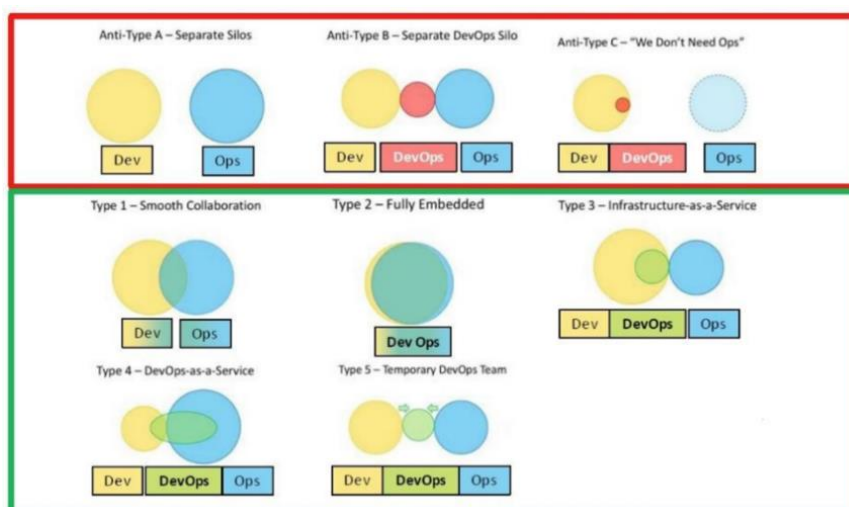 Anti-Type A – Separate Silos
Anti-Type B – Separate DevOps Silo
Anti-Type C – "We Don't Need Ops"
Dev
Ops
Dev
DevOps
Ops
Dev
DevOps
Ops
Type 1 – Smooth Collaboration
Type 2 – Fully Embedded
Type 3 – Infrastructure-as-a-Service
Dev
Ops
Dev Ops
Dev
DevOps
Ops
Type 4 – DevOps-as-a-Service
Type 5 – Temporary DevOps Team
Dev
DevOps
Ops
Dev
DevOps
Ops